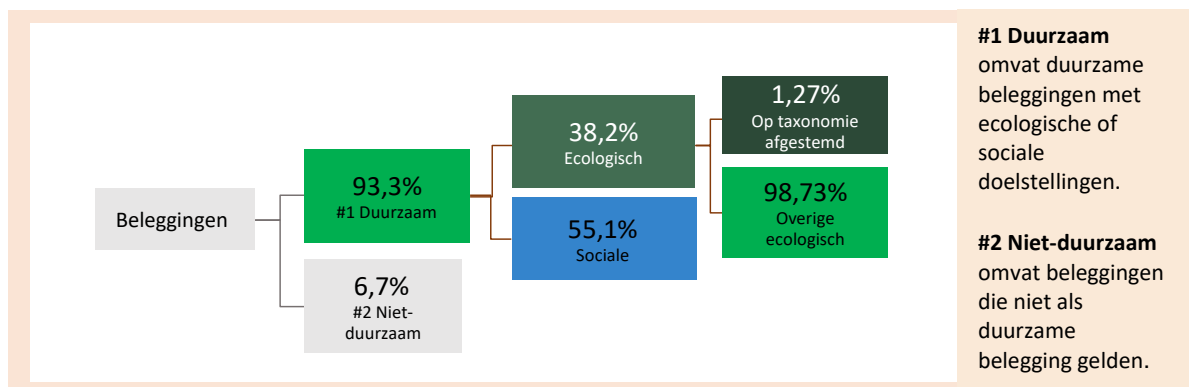 Beleggingen
93,3%
#1 Duurzaam
6,7%
#2 Niet-
duurzaam
38,2%
Ecologisch
55,1%
Sociale
1,27%
Op taxonomie
afgestemd
98,73%
Overige
ecologisch
#1 Duurzaam
omvat duurzame
beleggingen met
ecologische of
sociale
doelstellingen.
#2 Niet-duurzaam
omvat beleggingen
die niet als
duurzame
belegging gelden.